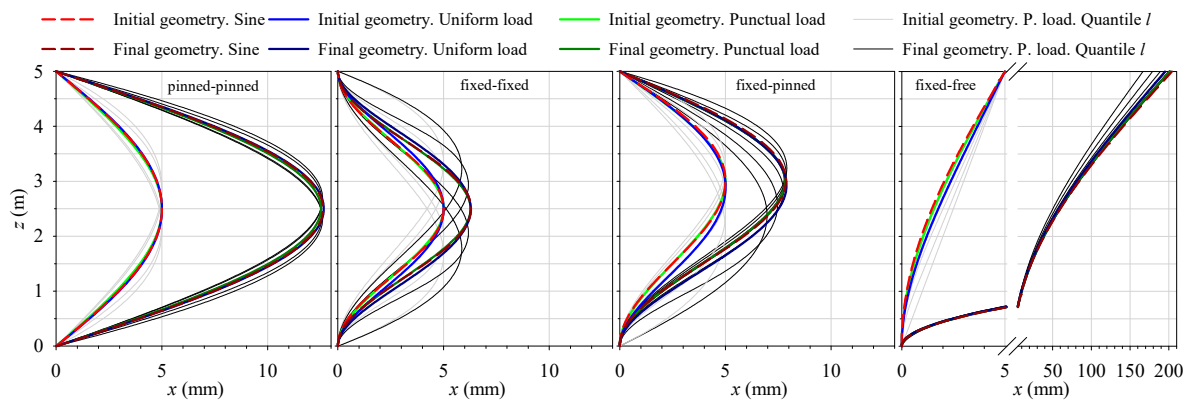 Initial geometry. Sine Initial geometry. Uniform load Initial geometry. Punctual load Initial geometry. P. load. Quantile l
Final geometry. Sine Final geometry. Uniform load Final geometry. Punctual load Final geometry. P. load. Quantile l
5 pinned-pinned fixed-fixed fixed-pinned fixed-free
4
3
z (m)
2
1
0
0 5 10 0 5 10 0 5 10 0 5 50 100 150 200
x (mm) x (mm) x (mm) x (mm) x (mm)